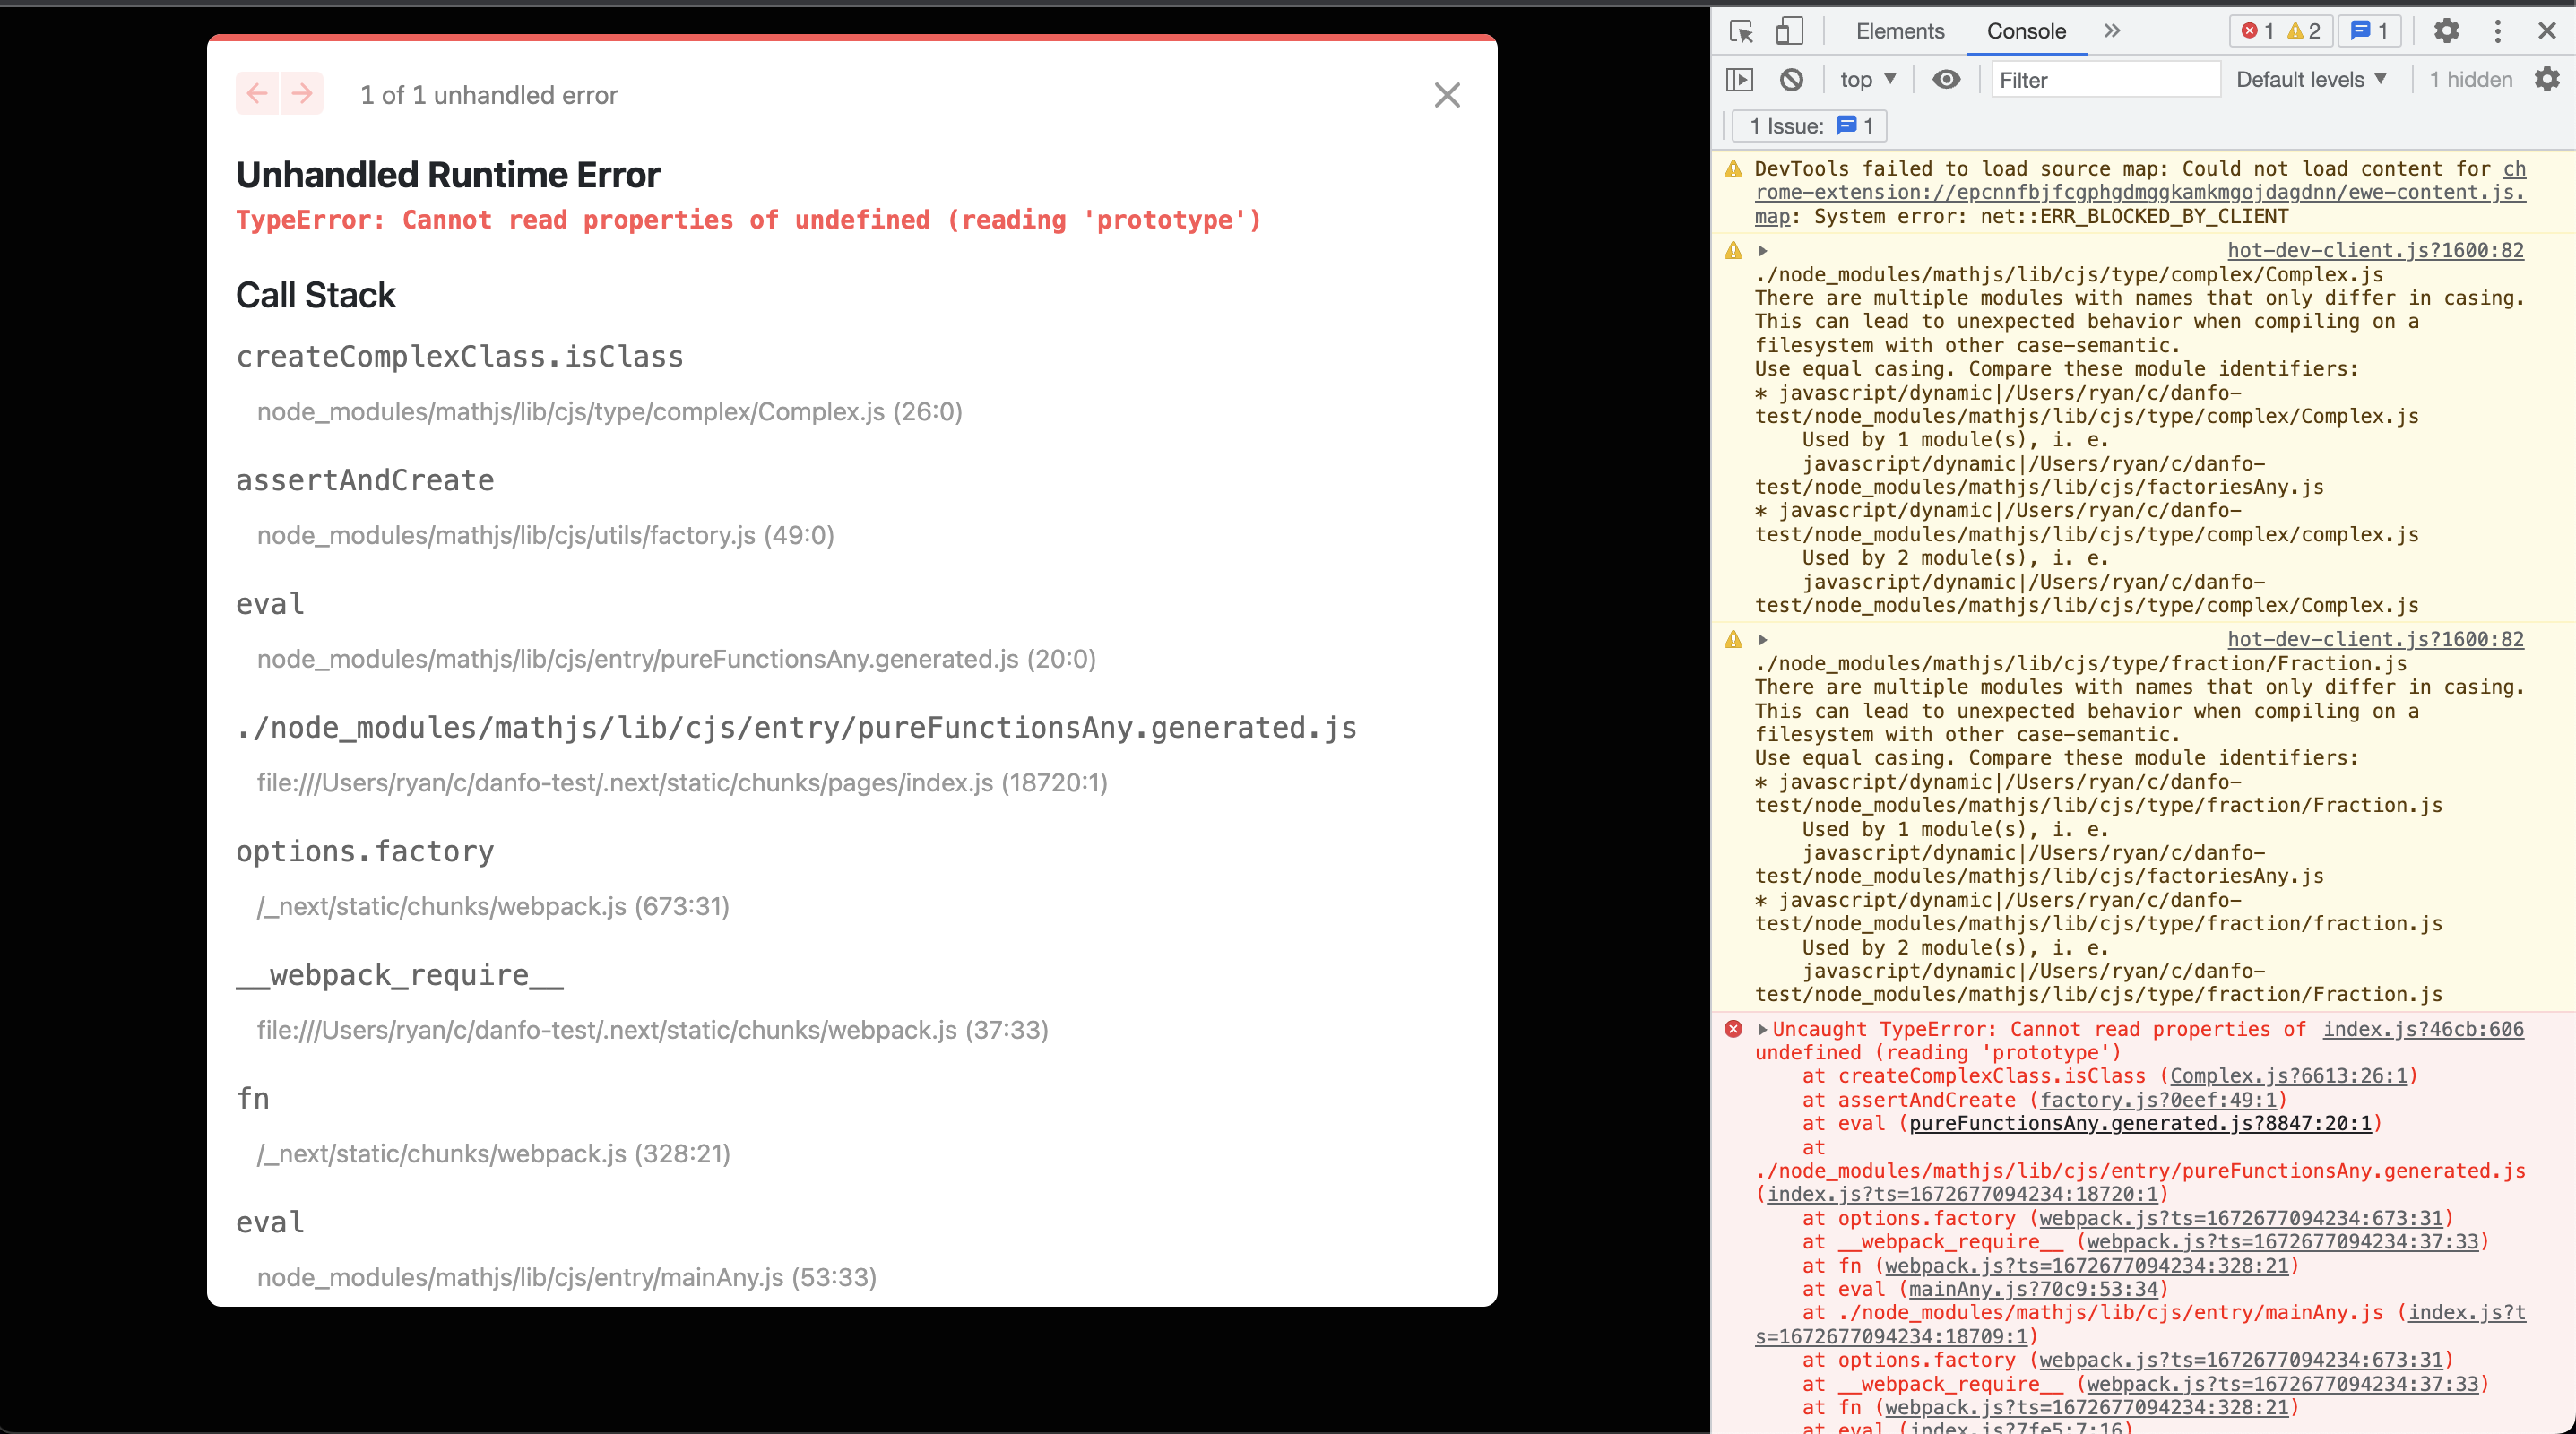 1 of 1 unhandled error
Unhandled Runtime Error
TypeError: Cannot read properties of undefined (reading 'prototype')
Call Stack
createComplexClass.isClass
node_modules/mathjs/lib/cjs/type/complex/Complex.js (26:0)
assertAndCreate
node_modules/mathjs/lib/cjs/utils/factory.js (49:0)
eval
node_modules/mathjs/lib/cjs/entry/pureFunctionsAny.generated.js (20:0)
./node_modules/mathjs/lib/cjs/entry/pureFunctionsAny.generated.js
file:///Users/ryan/c/danfo-test/.next/static/chunks/pages/index.js (18720:1)
options.factory
/_next/static/chunks/webpack.js (673:31)
__webpack_require__
file:///Users/ryan/c/danfo-test/.next/static/chunks/webpack.js (37:33)
fn
/_next/static/chunks/webpack.js (328:21)
eval
node_modules/mathjs/lib/cjs/entry/mainAny.js (53:33)
Elements Console 1 2 1
top Filter Default levels 1 hidden
1 Issue: 1
DevTools failed to load source map: Could not load content for ch
rome-extension://epcnnfbjfcgphgdmggkamkmgojdagdnn/ewe-content.js.
map: System error: net::ERR_BLOCKED_BY_CLIENT
hot-dev-client.js?1600:82
./node_modules/mathjs/lib/cjs/type/complex/Complex.js
There are multiple modules with names that only differ in casing.
This can lead to unexpected behavior when compiling on a
filesystem with other case-semantic.
Use equal casing. Compare these module identifiers:
* javascript/dynamic|/Users/ryan/c/danfo-
test/node_modules/mathjs/lib/cjs/type/complex/Complex.js
Used by 1 module(s), i. e.
javascript/dynamic|/Users/ryan/c/danfo-
test/node_modules/mathjs/lib/cjs/factoriesAny.js
* javascript/dynamic|/Users/ryan/c/danfo-
test/node_modules/mathjs/lib/cjs/type/complex/complex.js
Used by 2 module(s), i. e.
javascript/dynamic|/Users/ryan/c/danfo-
test/node_modules/mathjs/lib/cjs/type/complex/Complex.js
hot-dev-client.js?1600:82
./node_modules/mathjs/lib/cjs/type/fraction/Fraction.js
There are multiple modules with names that only differ in casing.
This can lead to unexpected behavior when compiling on a
filesystem with other case-semantic.
Use equal casing. Compare these module identifiers:
* javascript/dynamic|/Users/ryan/c/danfo-
test/node_modules/mathjs/lib/cjs/type/fraction/Fraction.js
Used by 1 module(s), i. e.
javascript/dynamic|/Users/ryan/c/danfo-
test/node_modules/mathjs/lib/cjs/factoriesAny.js
* javascript/dynamic|/Users/ryan/c/danfo-
test/node_modules/mathjs/lib/cjs/type/fraction/fraction.js
Used by 2 module(s), i. e.
javascript/dynamic|/Users/ryan/c/danfo-
test/node_modules/mathjs/lib/cjs/type/fraction/Fraction.js
Uncaught TypeError: Cannot read properties of index.js?46cb:606
undefined (reading 'prototype')
at createComplexClass.isClass (Complex.js?6613:26:1)
at assertAndCreate (factory.js?0eef:49:1)
at eval (pureFunctionsAny.generated.js?8847:20:1)
at
./node_modules/mathjs/lib/cjs/entry/pureFunctionsAny.generated.js
(index.js?ts=1672677094234:18720:1)
at options.factory (webpack.js?ts=1672677094234:673:31)
at __webpack_require__ (webpack.js?ts=1672677094234:37:33)
at fn (webpack.js?ts=1672677094234:328:21)
at eval (mainAny.js?70c9:53:34)
at ./node_modules/mathjs/lib/cjs/entry/mainAny.js (index.js?t
s=1672677094234:18709:1)
at options.factory (webpack.js?ts=1672677094234:673:31)
at __webpack_require__ (webpack.js?ts=1672677094234:37:33)
at fn (webpack.js?ts=1672677094234:328:21)
at eval (index.js?7fe5:7:16)